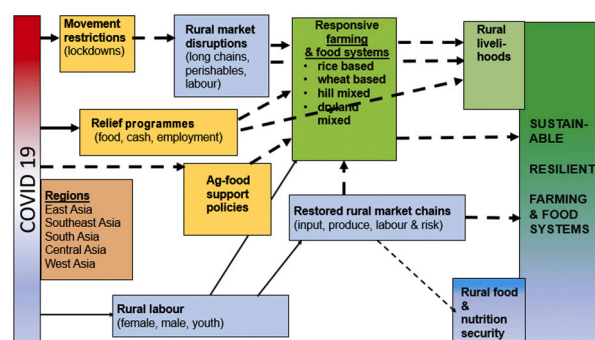 COVID 19
Movement
restrictions
(lockdowns)
Rural market
disruptions
(long chains,
perishables,
labour)
Responsive
farming
& food systems
• rice based
• wheat based
• hill mixed
• dryland
mixed
Rural
liveli-
hoods
Relief programmes
(food, cash, employment)
Ag-food
support
policies
Regions
East Asia
Southeast Asia
South Asia
Central Asia
West Asia
Restored rural market chains
(input, produce, labour & risk)
Rural labour
(female, male, youth)
Rural food
&
nutrition
security
SUSTAIN-
ABLE
RESILIENT
FARMING
& FOOD
SYSTEMS